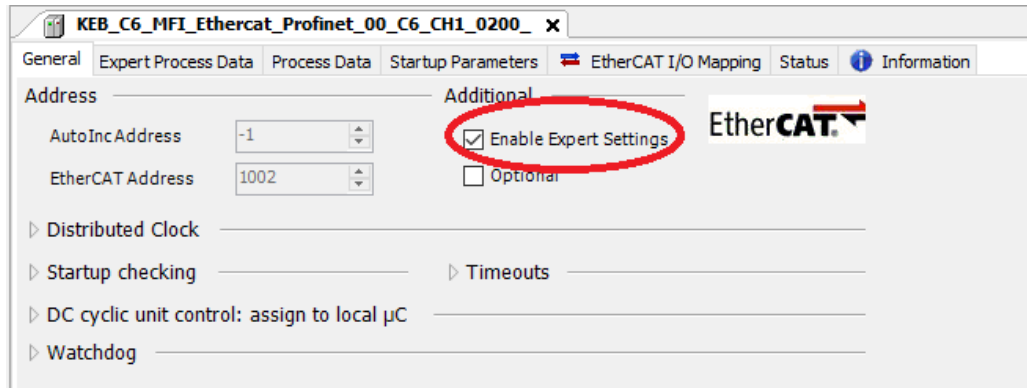 KEB_C6_MFI_Ethercat_Profinet_00_C6_CH1_0200_
General Expert Process Data Process Data Startup Parameters EtherCAT I/O Mapping Status Information
Address Additional
AutoInc Address -1 Enable Expert Settings EtherCAT.
EtherCAT Address 1002 Optional
Distributed Clock
Startup checking Timeouts
DC cyclic unit control: assign to local µC
Watchdog